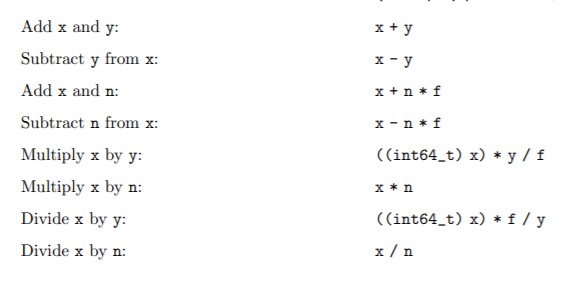 Add x and y: x + y
Subtract y from x: x - y
Add x and n: x + n * f
Subtract n from x: x - n * f
Multiply x by y: ((int64_t) x) * y / f
Multiply x by n: x * n
Divide x by y: ((int64_t) x) * f / y
Divide x by n: x / n